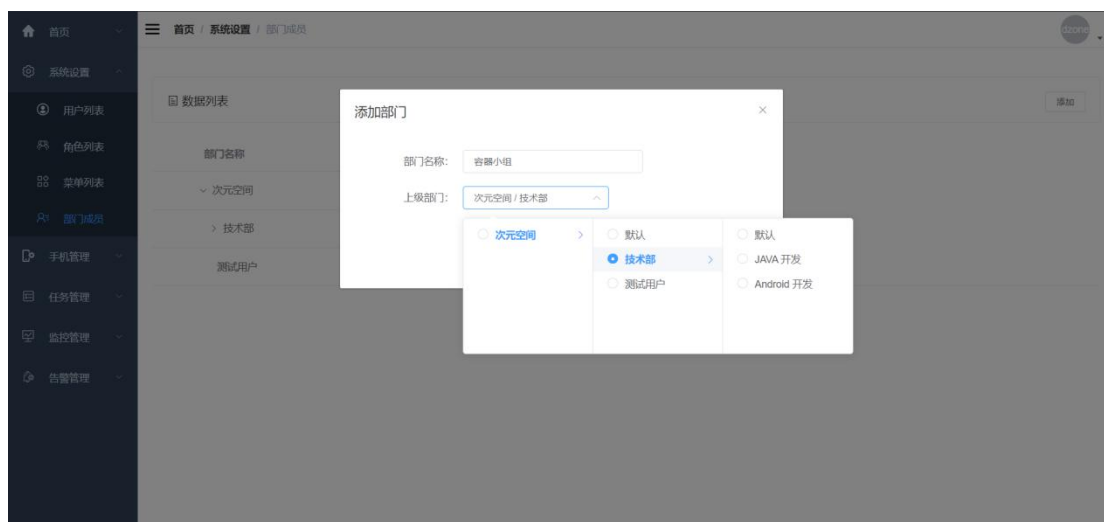 首页
首页 / 系统设置 / 部门成员
dzone
系统设置
用户列表
角色列表
菜单列表
部门成员
手机管理
任务管理
监控管理
告警管理
数据列表
添加
部门名称
次元空间
技术部
测试用户
添加部门
部门名称: 容器小组
上级部门: 次元空间 / 技术部
次元空间
默认
技术部
测试用户
默认
JAVA 开发
Android 开发